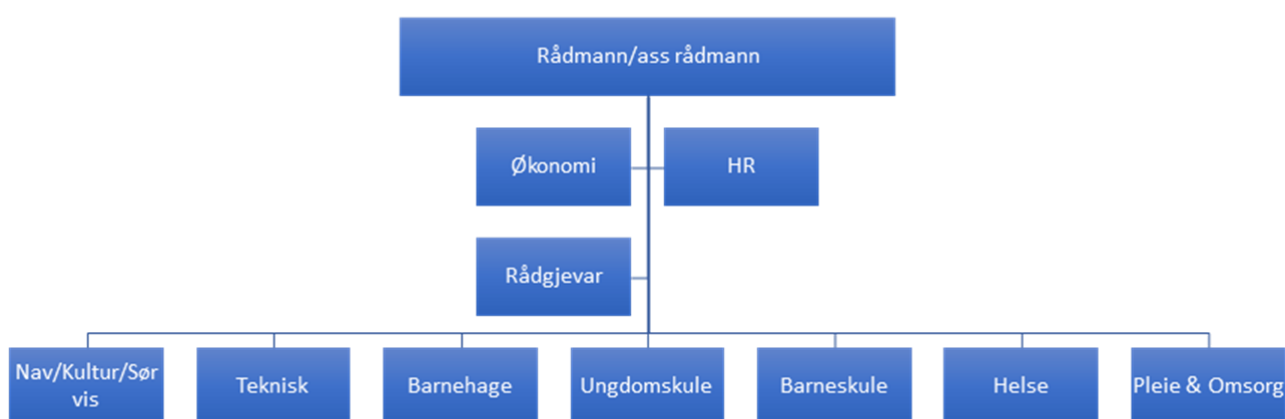 Rådmann/ass rådmann
Økonomi
HR
Rådgjevar
Nav/Kultur/Sør
vis
Teknisk
Barnehage
Ungdomskule
Barneskule
Helse
Pleie & Omsorg